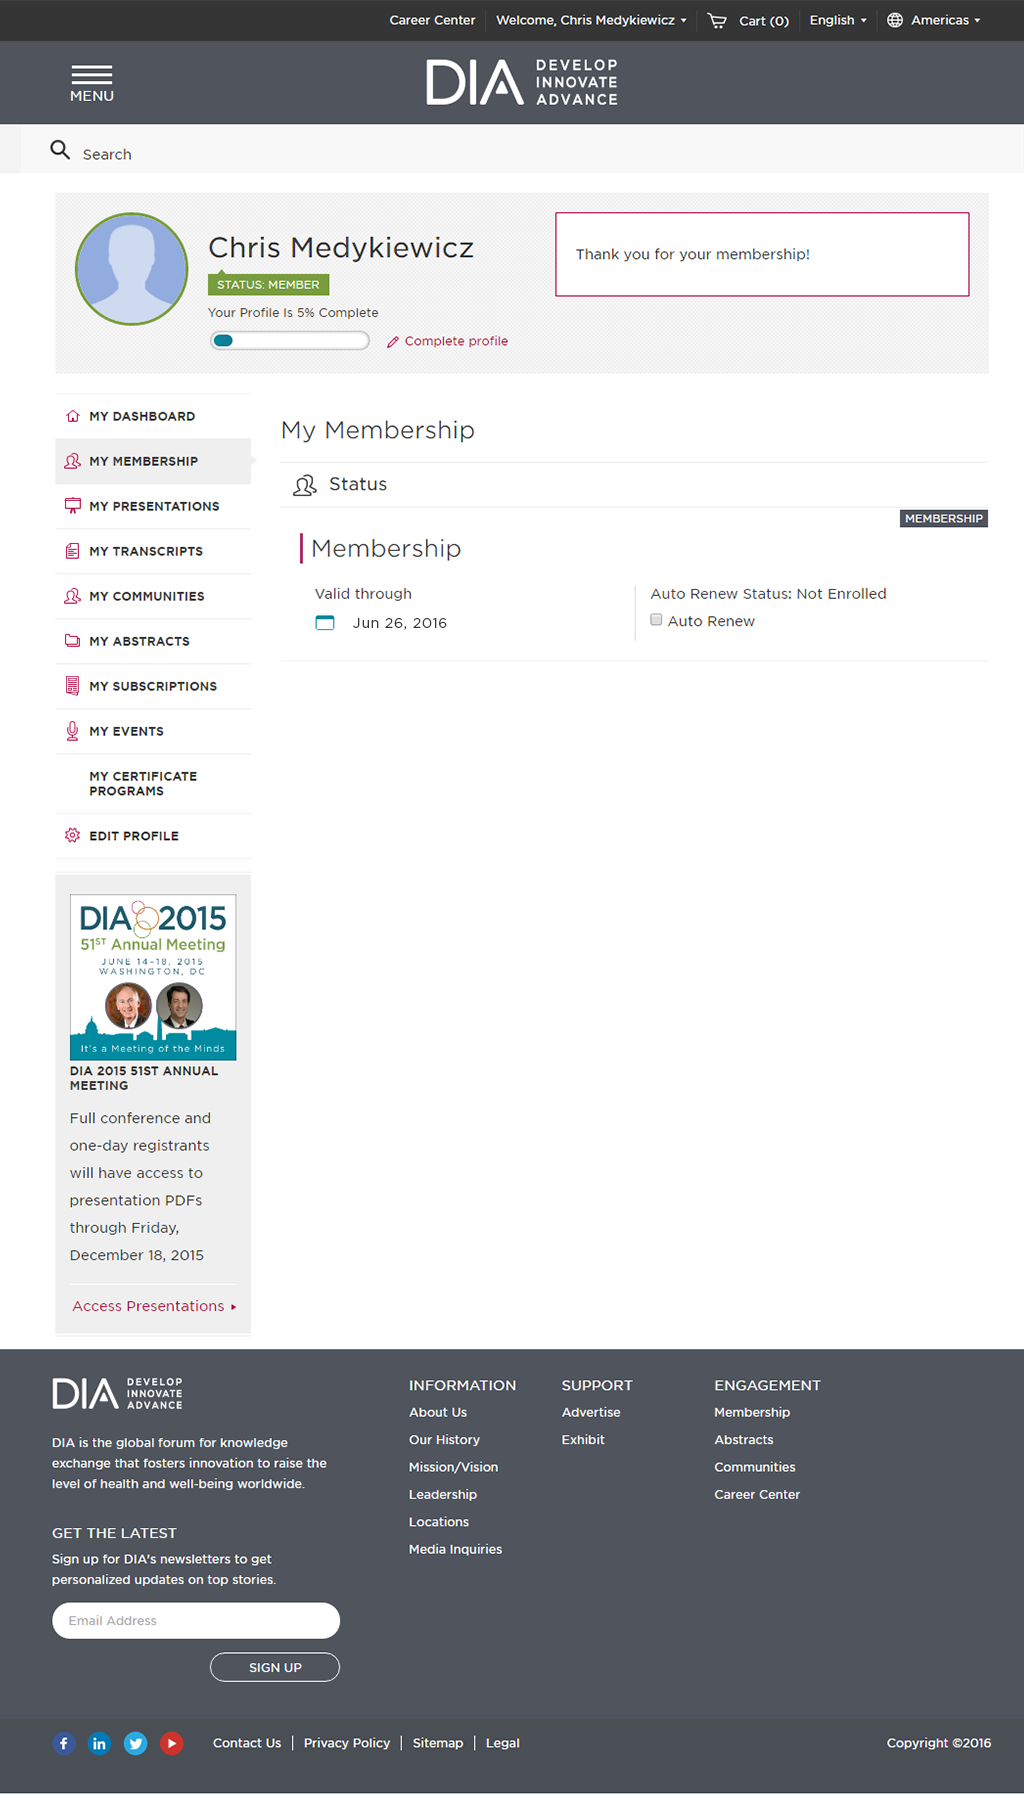 Career Center
Welcome, Chris Medykiewicz
Cart (0)
English
Americas
MENU
DIA DEVELOP
INNOVATE
ADVANCE
Search
Chris Medykiewicz
STATUS: MEMBER
Your Profile Is 5% Complete
Complete profile
Thank you for your membership!
MY DASHBOARD
MY MEMBERSHIP
MY PRESENTATIONS
MY TRANSCRIPTS
MY COMMUNITIES
MY ABSTRACTS
MY SUBSCRIPTIONS
MY EVENTS
MY CERTIFICATE
PROGRAMS
EDIT PROFILE
My Membership
Status
MEMBERSHIP
Membership
Valid through
Jun 26, 2016
Auto Renew Status: Not Enrolled
Auto Renew
DIA 2015
51ST Annual Meeting
JUNE 14-18, 2015
WASHINGTON, DC
It's a Meeting of the Minds
DIA 2015 51ST ANNUAL
MEETING
Full conference and
one-day registrants
will have access to
presentation PDFs
through Friday,
December 18, 2015
Access Presentations
DIA DEVELOP
INNOVATE
ADVANCE
DIA is the global forum for knowledge
exchange that fosters innovation to raise the
level of health and well-being worldwide.
GET THE LATEST
Sign up for DIA's newsletters to get
personalized updates on top stories.
Email Address
SIGN UP
INFORMATION
About Us
Our History
Mission/Vision
Leadership
Locations
Media Inquiries
SUPPORT
Advertise
Exhibit
ENGAGEMENT
Membership
Abstracts
Communities
Career Center
f in
Contact Us | Privacy Policy | Sitemap | Legal
Copyright ©2016